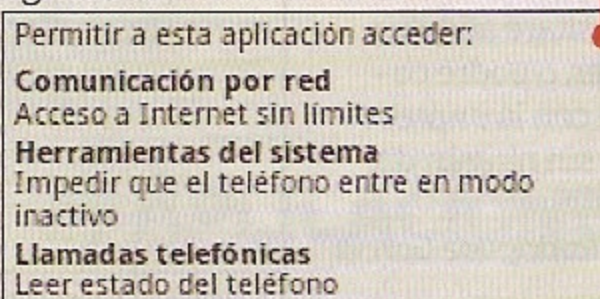 Permitir a esta aplicación acceder:
Comunicación por red
Acceso a Internet sin límites
Herramientas del sistema
Impedir que el teléfono entre en modo
inactivo
Llamadas telefónicas
Leer estado del teléfono